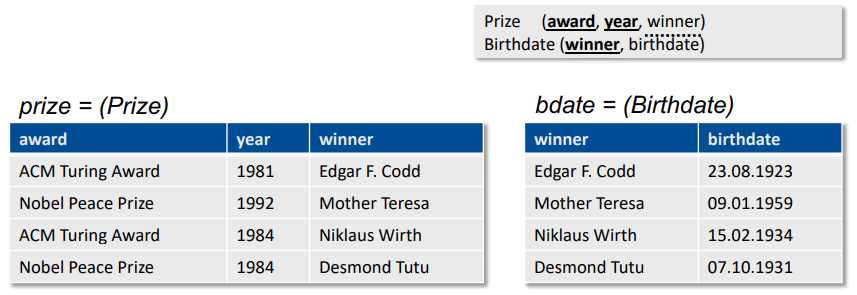 Prize (award, year, winner)
Birthdate (winner, birthdate)
prize = (Prize)
award year winner
ACM Turing Award 1981 Edgar F. Codd
Nobel Peace Prize 1992 Mother Teresa
ACM Turing Award 1984 Niklaus Wirth
Nobel Peace Prize 1984 Desmond Tutu
bdate = (Birthdate)
winner birthdate
Edgar F. Codd 23.08.1923
Mother Teresa 09.01.1959
Niklaus Wirth 15.02.1934
Desmond Tutu 07.10.1931